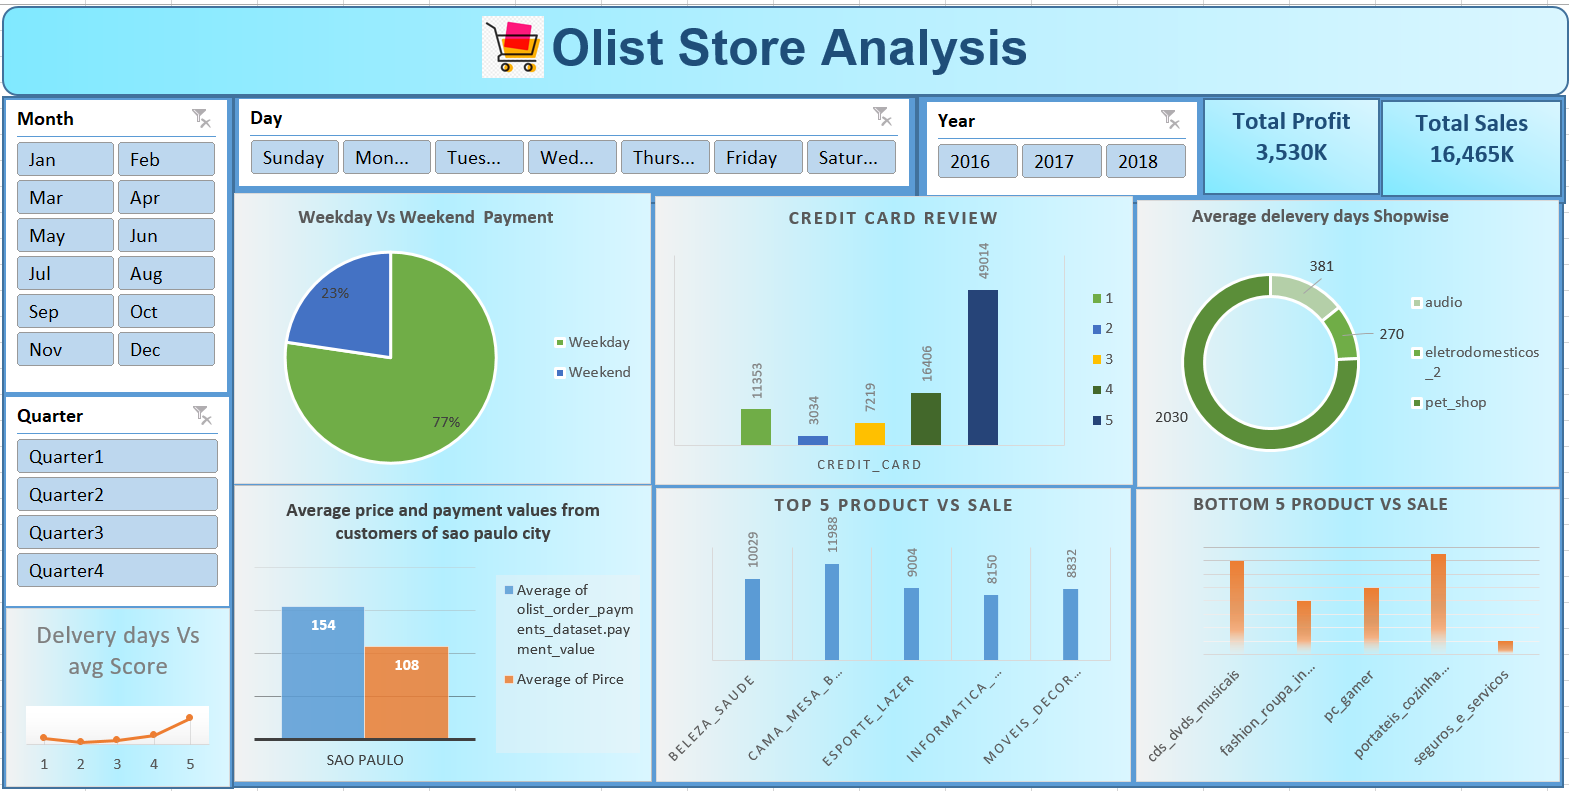 Olist Store Analysis
Month
Jan
Feb
Mar
Apr
May
Jun
Jul
Aug
Sep
Oct
Nov
Dec
Quarter
Quarter1
Quarter2
Quarter3
Quarter4
Delvery days Vs
avg Score
1 2 3 4 5
Day
Sunday
Mon...
Tues...
Wed...
Thurs...
Friday
Satur...
Year
2016
2017
2018
Total Profit
3,530K
Total Sales
16,465K
Weekday Vs Weekend Payment
23%
77%
Weekday
Weekend
CREDIT CARD REVIEW
11353
3034
7219
16406
49014
CREDIT_CARD
1
2
3
4
5
Average delevery days Shopwise
381
270
2030
audio
eletrodomesticos
_2
pet_shop
Average price and payment values from
customers of sao paulo city
154
108
SAO PAULO
Average of
olist_order_paym
ents_dataset.pay
ment_value
Average of Pirce
TOP 5 PRODUCT VS SALE
10029
11988
9004
8150
8832
BELEZA_SAUDE
CAMA_MESA_B...
ESPORTE_LAZER
INFORMATICA_...
MOVEIS_DECOR...
BOTTOM 5 PRODUCT VS SALE
cds_dvds_musicais
fashion_roupa_in...
pc_gamer
portateis_cozinha...
seguros_e_servicos